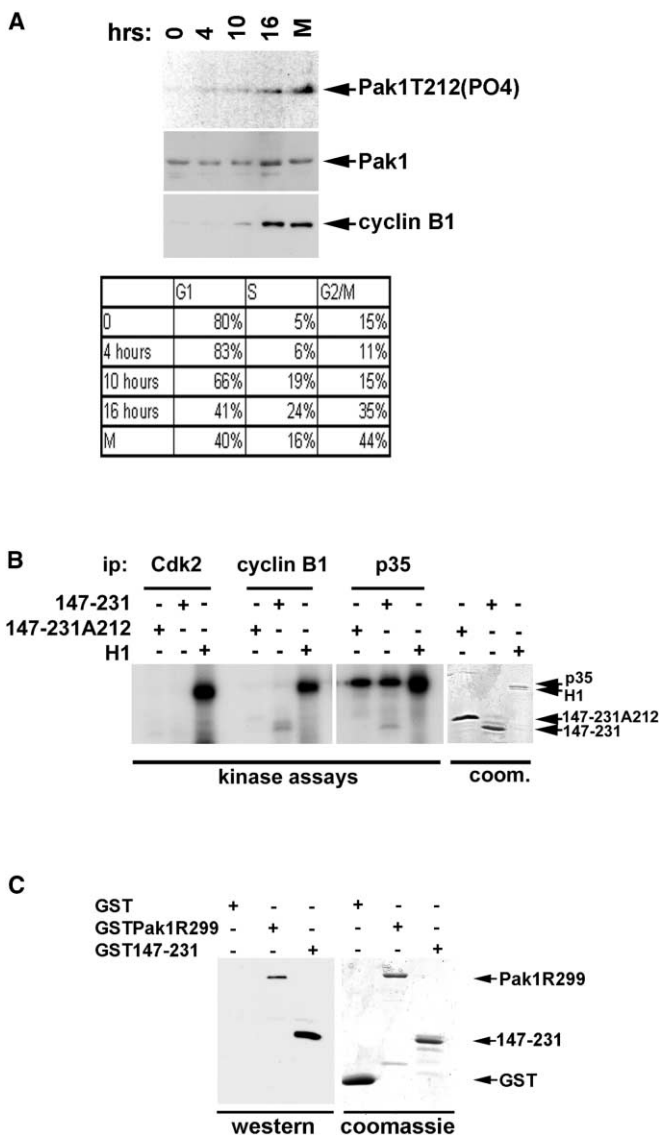 A
hrs: 0 4 10 16 M
Pak1T212(PO4)
Pak1
cyclin B1
G1 S G2/M
0 80% 5% 15%
4 hours 83% 6% 11%
10 hours 66% 19% 15%
16 hours 41% 24% 35%
M 40% 16% 44%
B
ip: Cdk2 cyclin B1 p35
147-231 - + - - + - - + - - + -
147-231A212 + - - + - - + - - + - -
H1 - - + - - + - - + - - +
p35
H1
147-231A212
147-231
kinase assays coom.
C
GST + - - + - -
GSTPak1R299 - + - - + -
GST147-231 - - + - - +
Pak1R299
147-231
GST
western coomassie